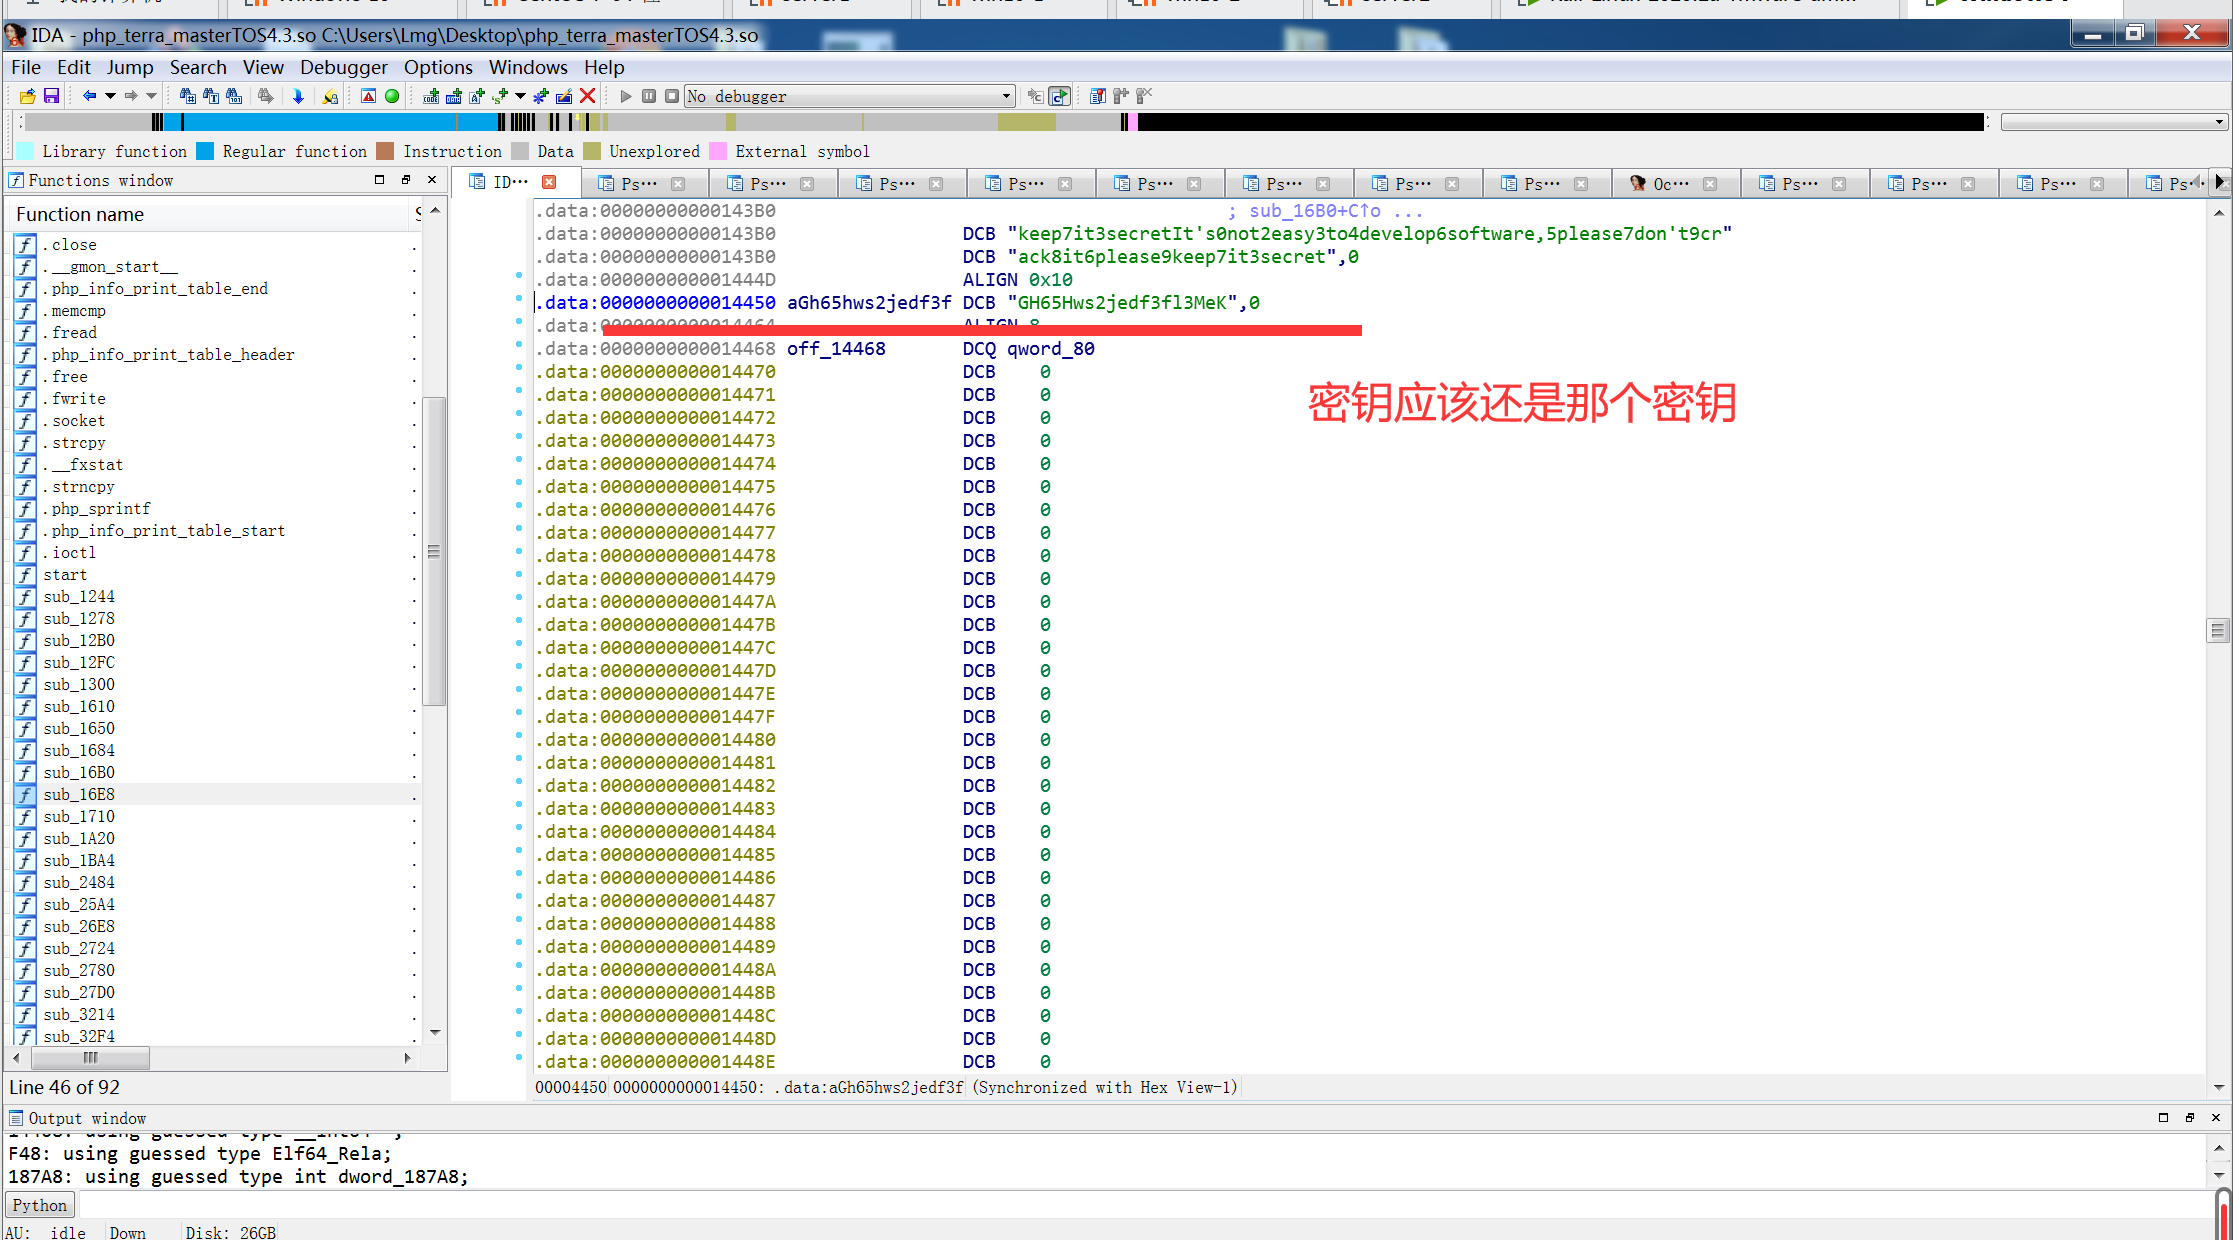 IDA - php_terra_masterTOS4.3.so C:\Users\Lmg\Desktop\php_terra_masterTOS4.3.so
File Edit Jump Search View Debugger Options Windows Help
No debugger
Library function Regular function Instruction Data Unexplored External symbol
Functions window
ID··· Ps··· Ps··· Ps··· Ps··· Ps··· Ps··· Ps··· Ps··· Oc··· Ps··· Ps··· Ps··· Ps
Function name
.close
.__gmon_start__
.php_info_print_table_end
.memcmp
.fread
.php_info_print_table_header
.free
.fwrite
.socket
.strcpy
.__fxstat
.strncpy
.php_sprintf
.php_info_print_table_start
.ioctl
start
sub_1244
sub_1278
sub_12B0
sub_12FC
sub_1300
sub_1610
sub_1650
sub_1684
sub_16B0
sub_16E8
sub_1710
sub_1A20
sub_1BA4
sub_2484
sub_25A4
sub_26E8
sub_2724
sub_2780
sub_27D0
sub_3214
sub_32F4
Line 46 of 92
.data:00000000000143B0 ; sub_16B0+C↑o ...
.data:00000000000143B0 DCB "keep7it3secretIt's0not2easy3to4develop6software,5please7don't9cr"
.data:00000000000143B0 DCB "ack8it6please9keep7it3secret",0
.data:000000000001444D ALIGN 0x10
.data:0000000000014450 aGh65hws2jedf3f DCB "GH65Hws2jedf3fl3MeK",0
.data:0000000000014464 ALIGN 8
.data:0000000000014468 off_14468 DCQ qword_80
.data:0000000000014470 DCB 0
.data:0000000000014471 DCB 0
.data:0000000000014472 DCB 0
.data:0000000000014473 DCB 0
.data:0000000000014474 DCB 0
.data:0000000000014475 DCB 0
.data:0000000000014476 DCB 0
.data:0000000000014477 DCB 0
.data:0000000000014478 DCB 0
.data:0000000000014479 DCB 0
.data:000000000001447A DCB 0
.data:000000000001447B DCB 0
.data:000000000001447C DCB 0
.data:000000000001447D DCB 0
.data:000000000001447E DCB 0
.data:000000000001447F DCB 0
.data:0000000000014480 DCB 0
.data:0000000000014481 DCB 0
.data:0000000000014482 DCB 0
.data:0000000000014483 DCB 0
.data:0000000000014484 DCB 0
.data:0000000000014485 DCB 0
.data:0000000000014486 DCB 0
.data:0000000000014487 DCB 0
.data:0000000000014488 DCB 0
.data:0000000000014489 DCB 0
.data:000000000001448A DCB 0
.data:000000000001448B DCB 0
.data:000000000001448C DCB 0
.data:000000000001448D DCB 0
.data:000000000001448E DCB 0
密钥应该还是那个密钥
00004450 0000000000014450: .data:aGh65hws2jedf3f (Synchronized with Hex View-1)
Output window
F48: using guessed type Elf64_Rela;
187A8: using guessed type int dword_187A8;
Python
AU: idle Down Disk: 26GB